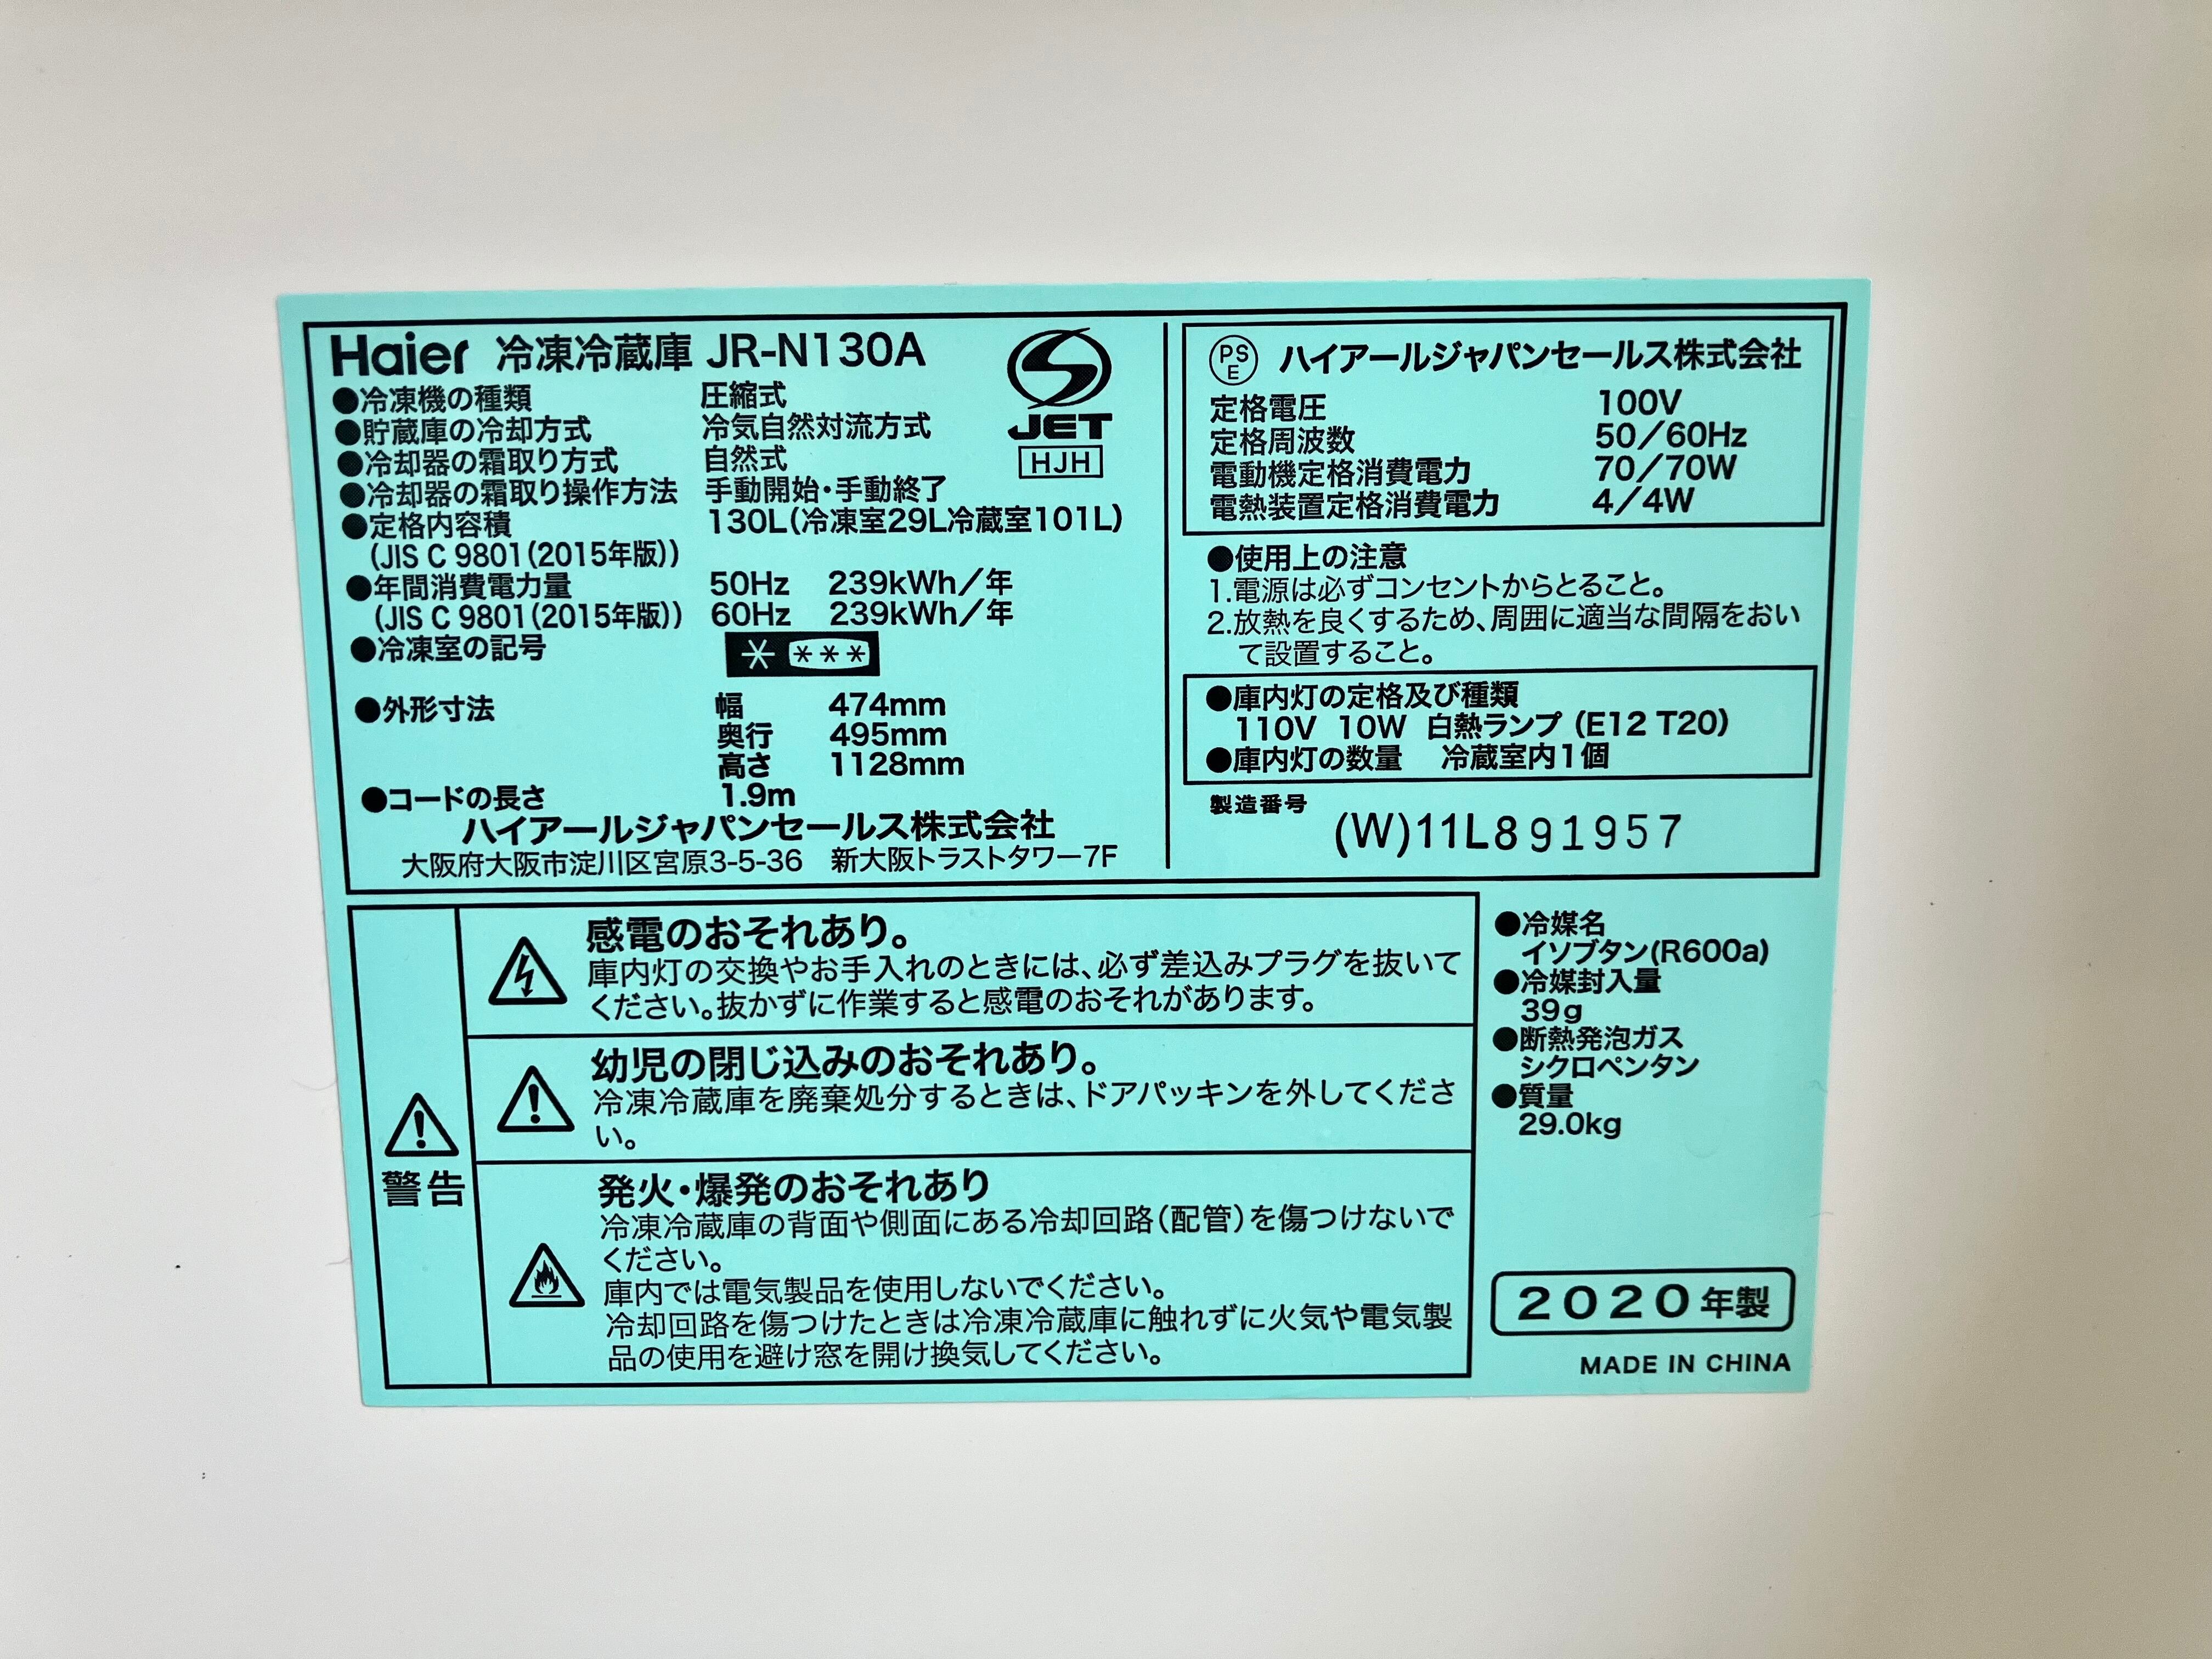 Haier 冷凍冷蔵庫 JR-N130A
●冷凍機の種類 圧縮式
●貯蔵庫の冷却方式 冷気自然対流方式
●冷却器の霜取り方式 自然式
●冷却器の霜取り操作方法 手動開始・手動終了
●定格内容積 130L(冷凍室29L冷蔵室101L)
(JIS C 9801(2015年版))
●年間消費電力量 50Hz 239kWh/年
(JIS C 9801(2015年版)) 60Hz 239kWh/年
●冷凍室の記号 * ***
●外形寸法 幅 474mm
奥行 495mm
高さ 1128mm
●コードの長さ 1.9m
ハイアールジャパンセールス株式会社
大阪府大阪市淀川区宮原3-5-36 新大阪トラストタワー7F
JET
HJH
PSE ハイアールジャパンセールス株式会社
定格電圧 100V
定格周波数 50/60Hz
電動機定格消費電力 70/70W
電熱装置定格消費電力 4/4W
●使用上の注意
1.電源は必ずコンセントからとること。
2.放熱を良くするため、周囲に適当な間隔をおい
て設置すること。
●庫内灯の定格及び種類
110V 10W 白熱ランプ (E12 T20)
●庫内灯の数量 冷蔵室内1個
製造番号
(W)11L891957
警告
感電のおそれあり。
庫内灯の交換やお手入れのときには、必ず差込みプラグを抜いて
ください。抜かずに作業すると感電のおそれがあります。
幼児の閉じ込みのおそれあり。
冷凍冷蔵庫を廃棄処分するときは、ドアパッキンを外してくださ
い。
発火・爆発のおそれあり
冷凍冷蔵庫の背面や側面にある冷却回路(配管)を傷つけないで
ください。
庫内では電気製品を使用しないでください。
冷却回路を傷つけたときは冷凍冷蔵庫に触れずに火気や電気製
品の使用を避け窓を開け換気してください。
●冷媒名
イソブタン(R600a)
●冷媒封入量
39g
●断熱発泡ガス
シクロペンタン
●質量
29.0kg
2020年製
MADE IN CHINA